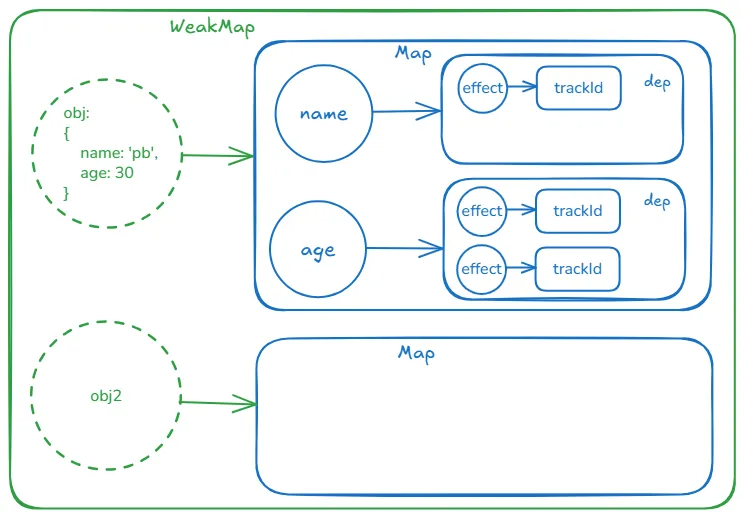 WeakMap
Map
obj:
{
name: 'pb',
age: 30
}
name
effect
trackId
dep
age
effect
trackId
dep
effect
trackId
obj2
Map